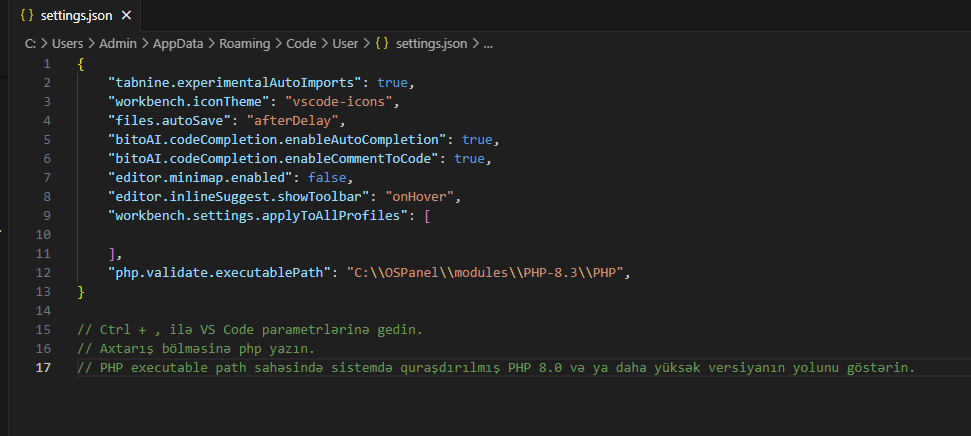 {} settings.json ×
C: > Users > Admin > AppData > Roaming > Code > User > {} settings.json > ...
1 {
2 "tabnine.experimentalAutoImports": true,
3 "workbench.iconTheme": "vscode-icons",
4 "files.autoSave": "afterDelay",
5 "bitoAI.codeCompletion.enableAutoCompletion": true,
6 "bitoAI.codeCompletion.enableCommentToCode": true,
7 "editor.minimap.enabled": false,
8 "editor.inlineSuggest.showToolbar": "onHover",
9 "workbench.settings.applyToAllProfiles": [
10
11 ],
12 "php.validate.executablePath": "C:\\OSPanel\\modules\\PHP-8.3\\PHP",
13 }
14
15 // Ctrl + , ilə VS Code parametrlərinə gedin.
16 // Axtarış bölməsinə php yazın.
17 // PHP executable path sahəsində sistemdə quraşdırılmış PHP 8.0 və ya daha yüksək versiyanın yolunu göstərin.